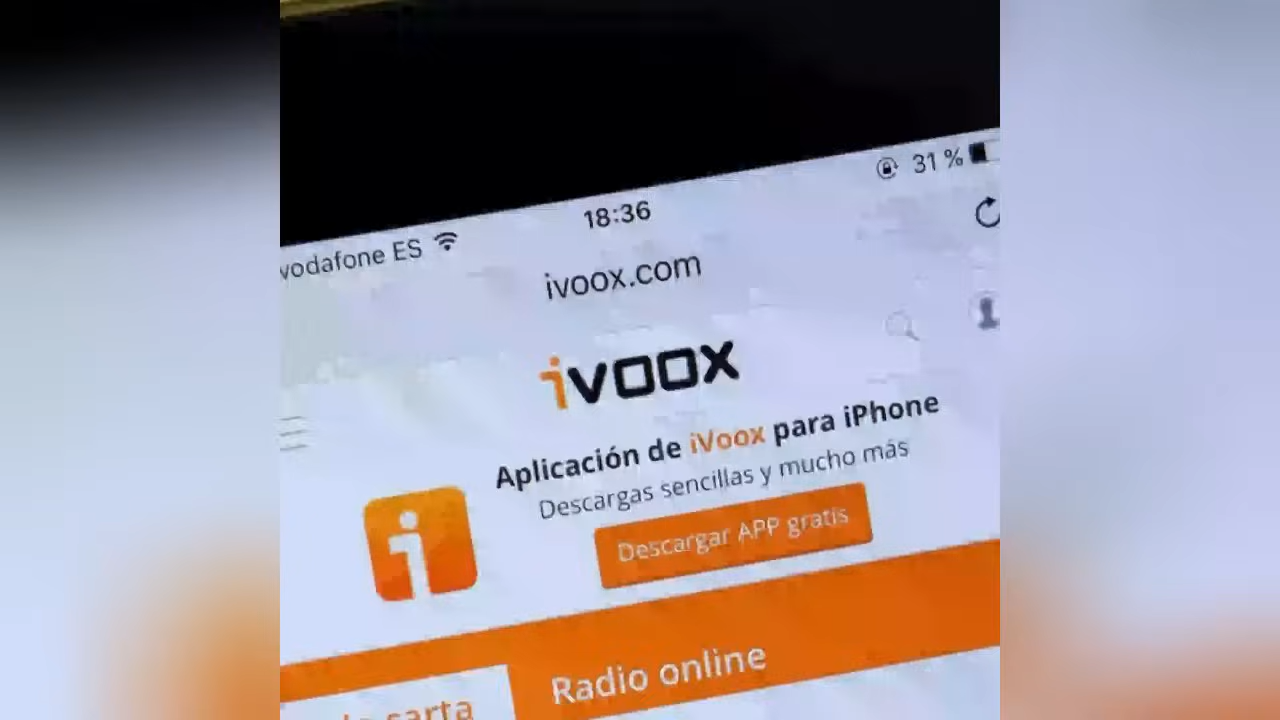 vodafone ES 18:36 31 %
ivoox.com
ivoox
Aplicación de iVoox para iPhone
Descargas sencillas y mucho más
Descargar APP gratis
Radio online
carta